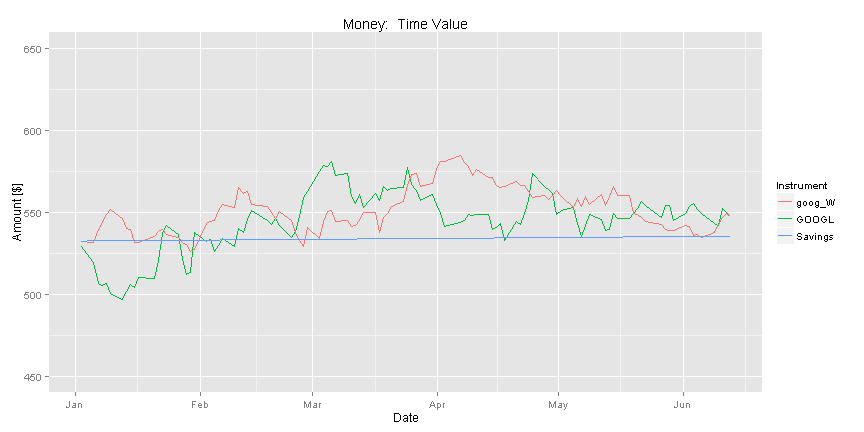 Money:  Time Value
650
600
550
500
450
Amount [$]
Jan
Feb
Mar
Apr
May
Jun
Date
Instrument
goog_W
GOOGL
Savings